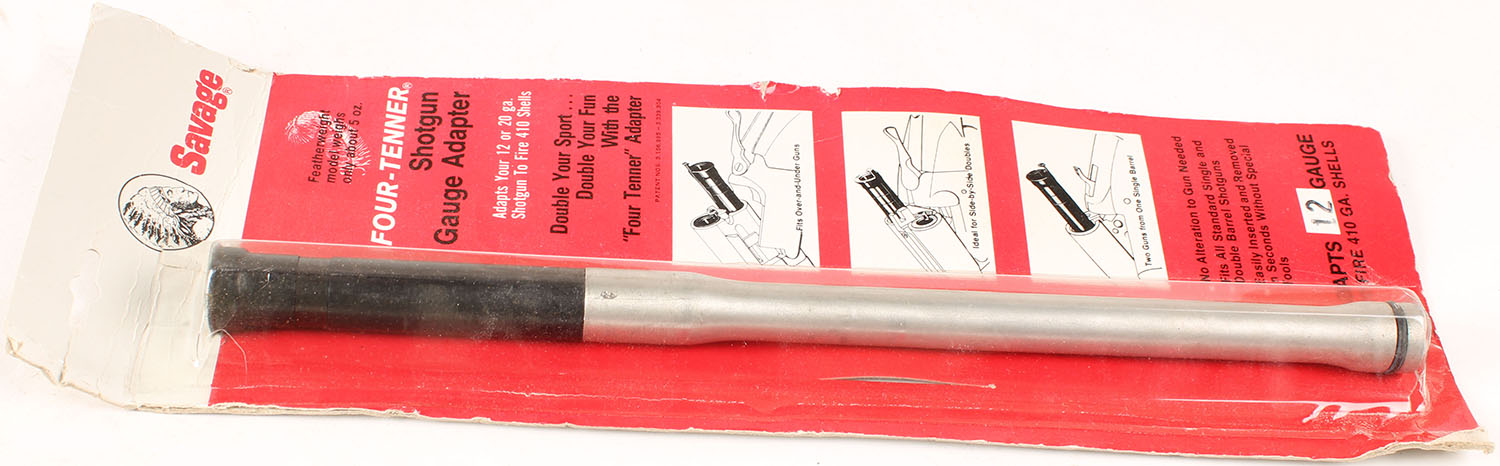 Savage®
Featherweight
model weighs
only about 5 oz.
FOUR-TENNER®
Shotgun
Gauge Adapter
Adapts Your 12 or 20 ga.
Shotgun To Fire 410 Shells
Double Your Sport...
Double Your Fun
With the
"Four Tenner" Adapter
Fits Over-and-Under Guns
Ideal for Side-by-Side Doubles
Two Guns from One Single Barrel
No Alteration to Gun Needed
Fits All Standard Single and
Double Barrel Shotguns
Easily Inserted and Removed
Seconds Without Special
ools
APTS 12 GAUGE
FIRE 410 GA. SHELLS